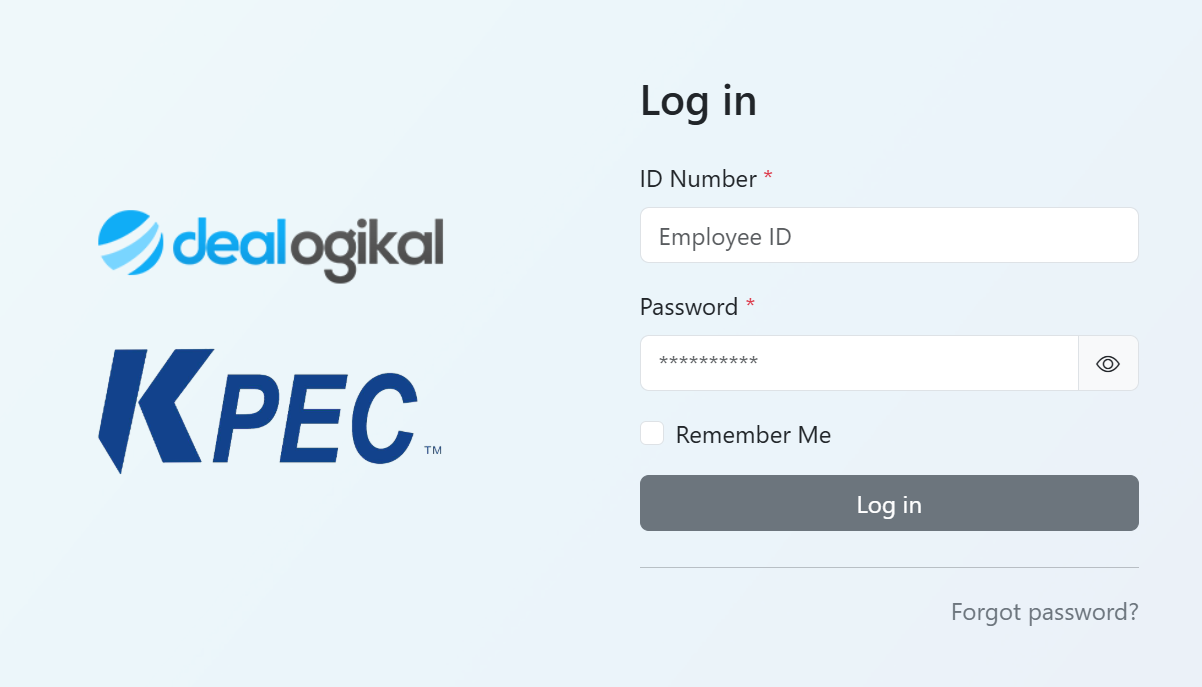 dealogikal
KPEC™
Log in
ID Number *
Employee ID
Password *
**********
Remember Me
Log in
Forgot password?